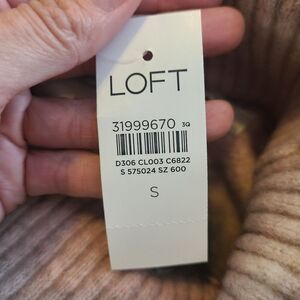 LOFT
31999670 3Q
D306 CL003 C6822
S 575024 SZ 600
S